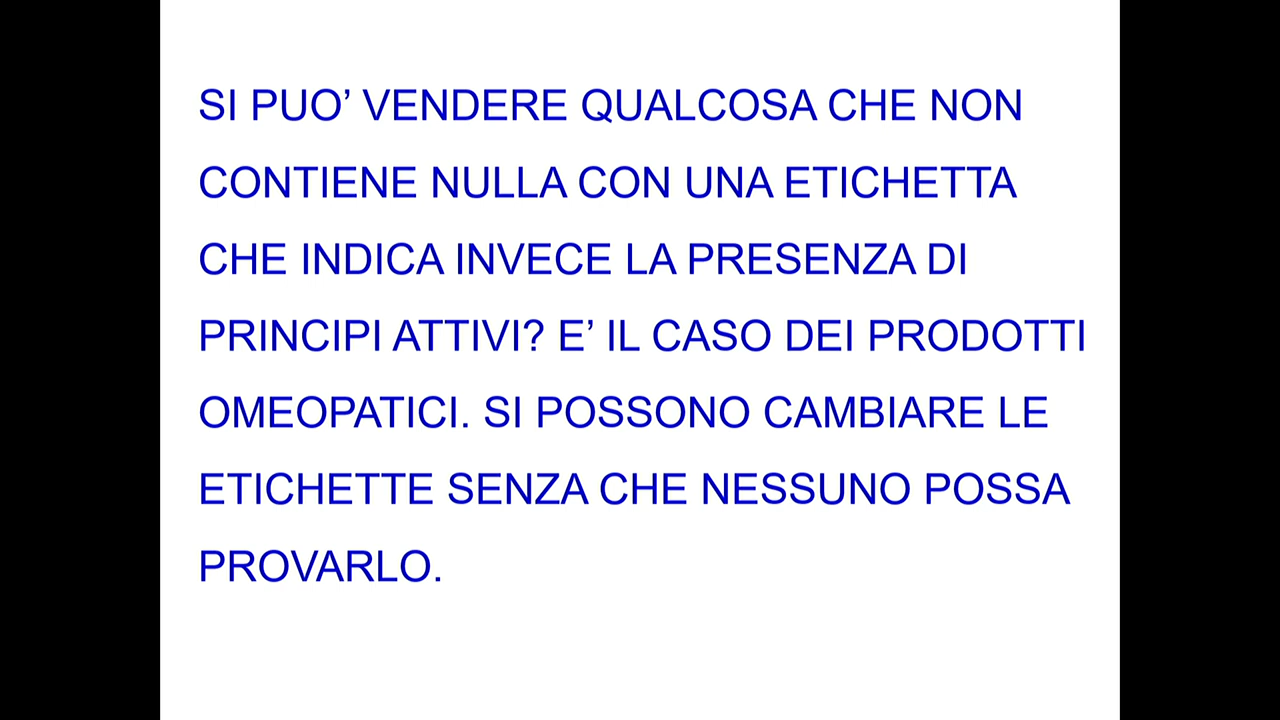 SI PUO’ VENDERE QUALCOSA CHE NON
CONTIENE NULLA CON UNA ETICHETTA
CHE INDICA INVECE LA PRESENZA DI
PRINCIPI ATTIVI? E’ IL CASO DEI PRODOTTI
OMEOPATICI. SI POSSONO CAMBIARE LE
ETICHETTE SENZA CHE NESSUNO POSSA
PROVARLO.